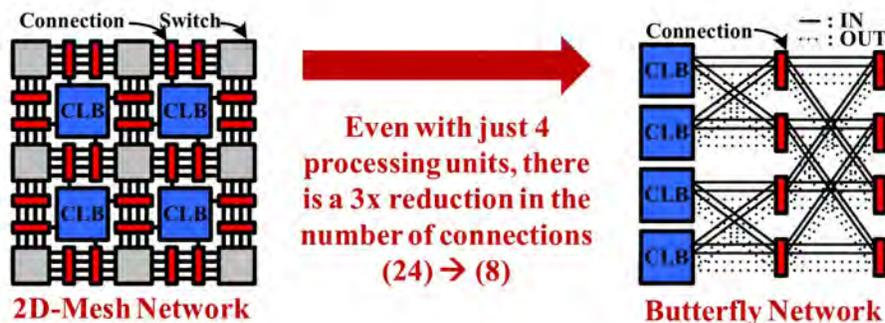 Connection Switch
CLB CLB
CLB CLB
2D-Mesh Network
Even with just 4
processing units, there
is a 3x reduction in the
number of connections
(24) → (8)
Connection
: IN
: OUT
CLB
CLB
CLB
CLB
Butterfly Network